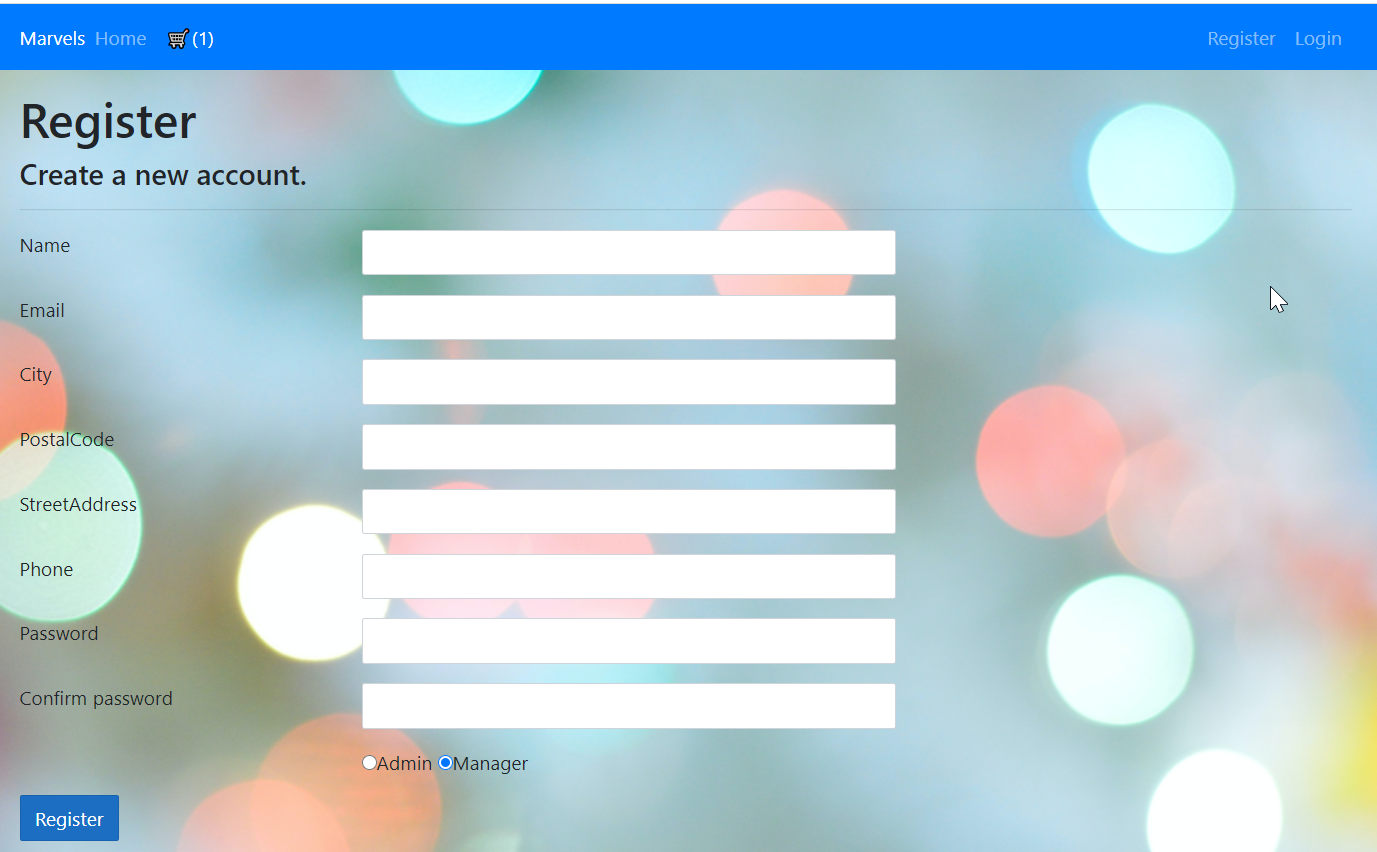 Marvels Home (1) Register Login
Register
Create a new account.
Name
Email
City
PostalCode
StreetAddress
Phone
Password
Confirm password
Admin Manager
Register